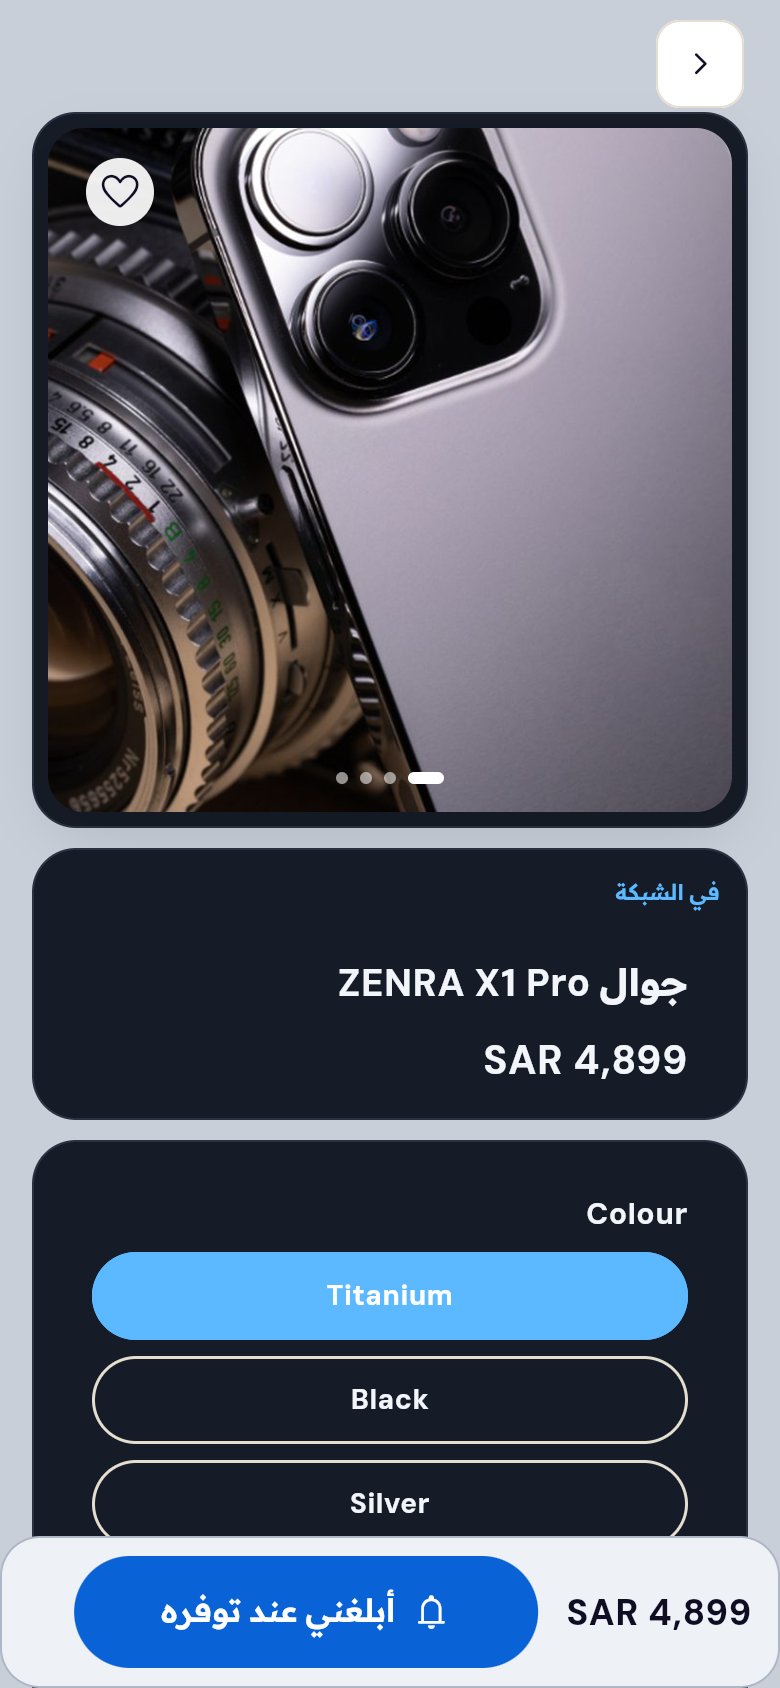 في الشبكة
جوال ZENRA X1 Pro
SAR 4,899
Colour
Titanium
Black
Silver
أبلغني عند توفره
SAR 4,899